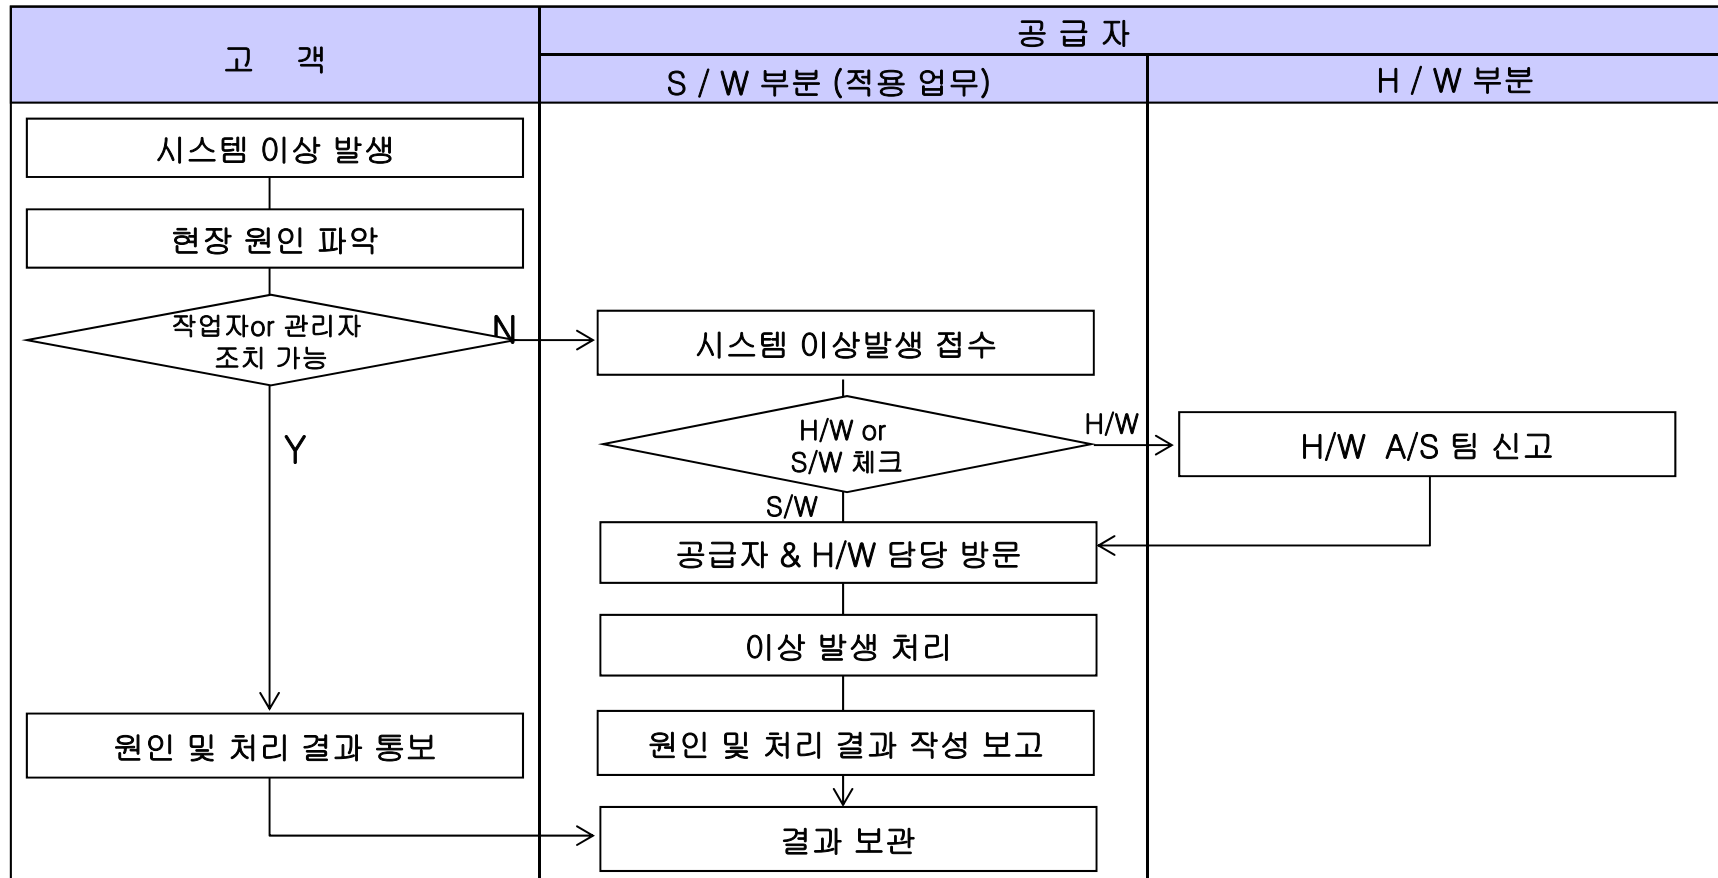 고 객
공 급 자
S / W 부분 (적용 업무)
H / W 부분
시스템 이상 발생
현장 원인 파악
작업자or 관리자
조치 가능
N
시스템 이상발생 접수
Y
H/W or
S/W 체크
H/W
H/W A/S 팀 신고
S/W
공급자 & H/W 담당 방문
이상 발생 처리
원인 및 처리 결과 통보
원인 및 처리 결과 작성 보고
결과 보관